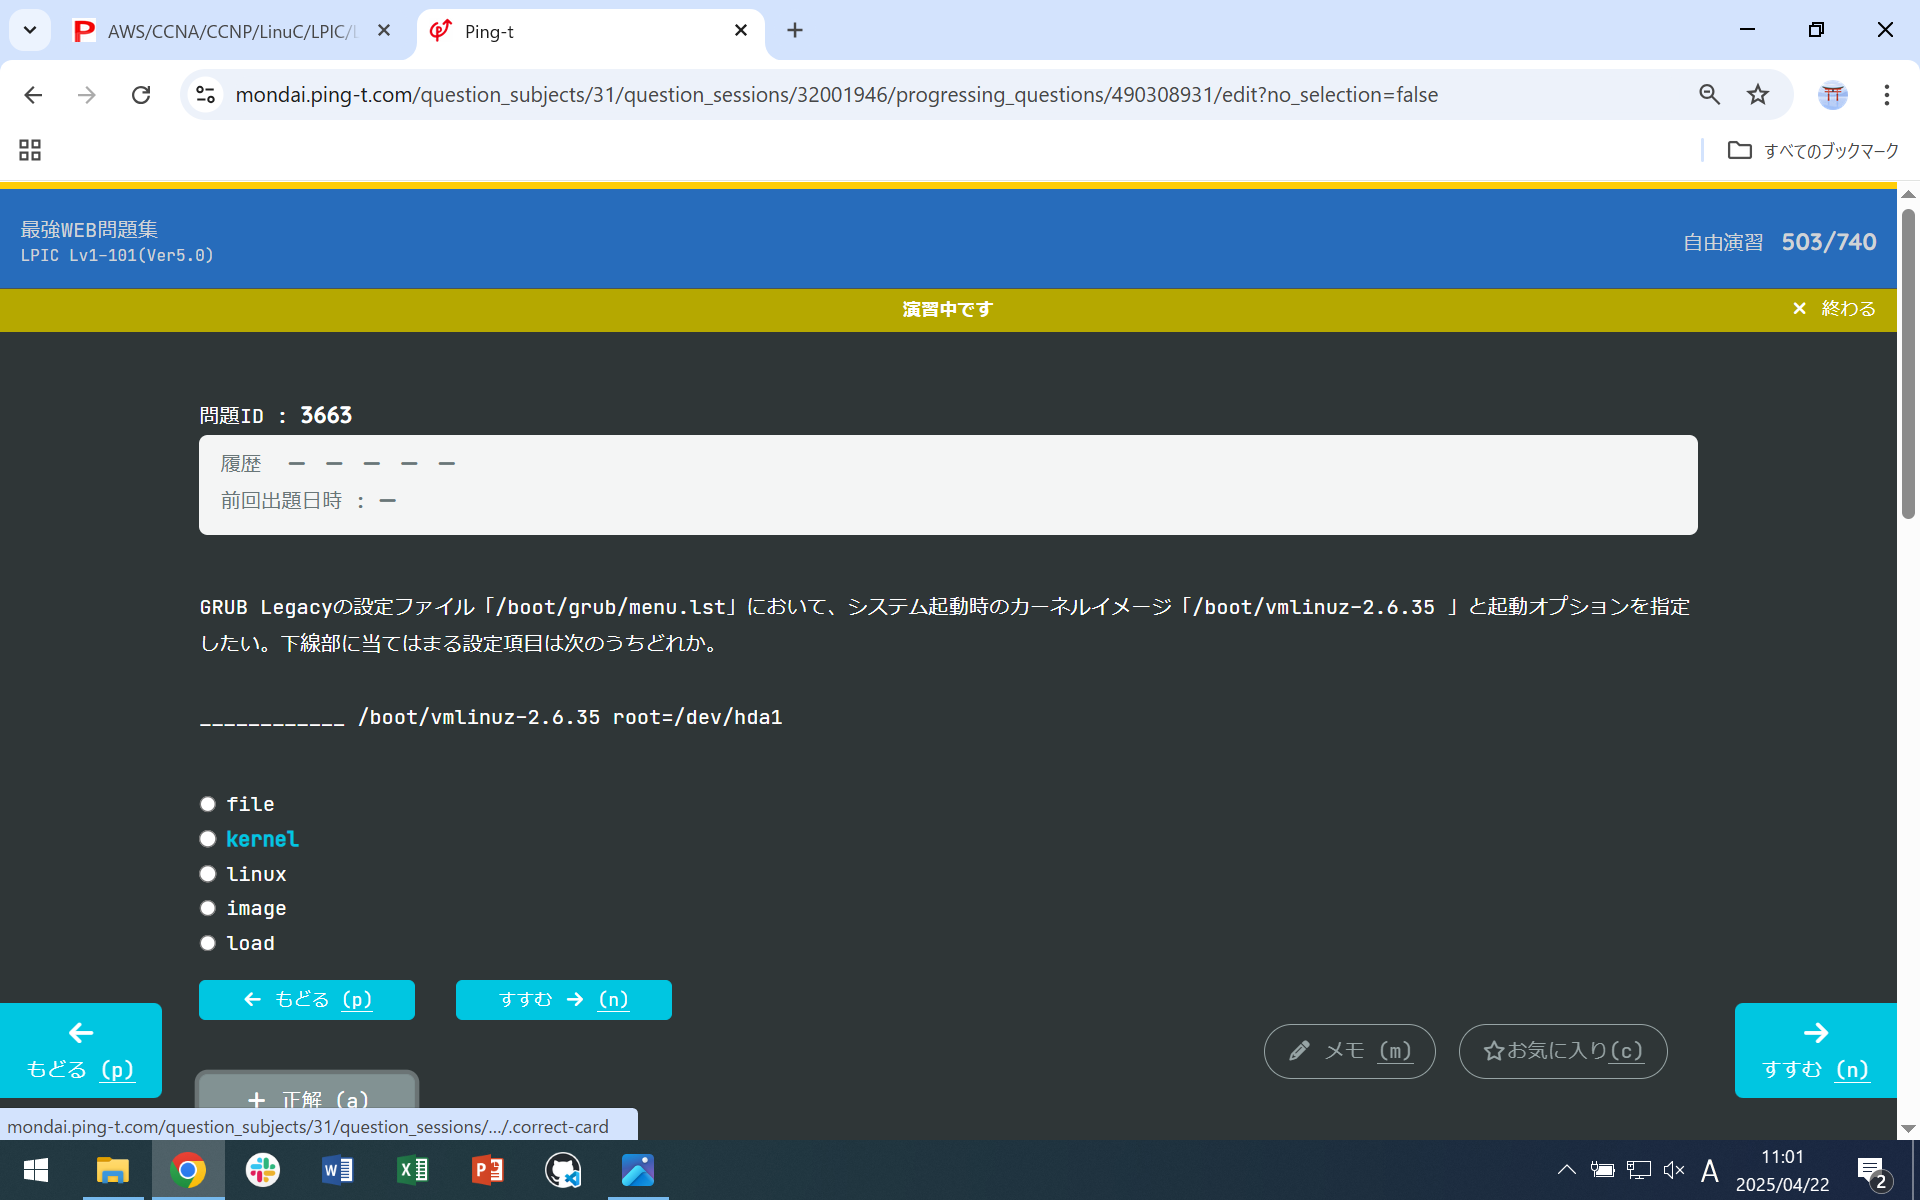 AWS/CCNA/CCNP/LinuC/LPIC/
Ping-t
mondai.ping-t.com/question_subjects/31/question_sessions/32001946/progressing_questions/490308931/edit?no_selection=false
すべてのブックマーク
最強WEB問題集
LPIC Lv1-101(Ver5.0)
自由演習 503/740
演習中です
× 終わる
問題ID : 3663
履歴 － － － － －
前回出題日時 : －
GRUB Legacyの設定ファイル「/boot/grub/menu.lst」において、システム起動時のカーネルイメージ「/boot/vmlinuz-2.6.35 」と起動オプションを指定
したい。下線部に当てはまる設定項目は次のうちどれか。
____________ /boot/vmlinuz-2.6.35 root=/dev/hda1
file
kernel
linux
image
load
← もどる (p)
すすむ → (n)
← もどる (p)
メモ (m)
お気に入り(c)
→ すすむ (n)
+ 正解 (a)
mondai.ping-t.com/question_subjects/31/question_sessions/.../.correct-card
A
11:01
2025/04/22
2